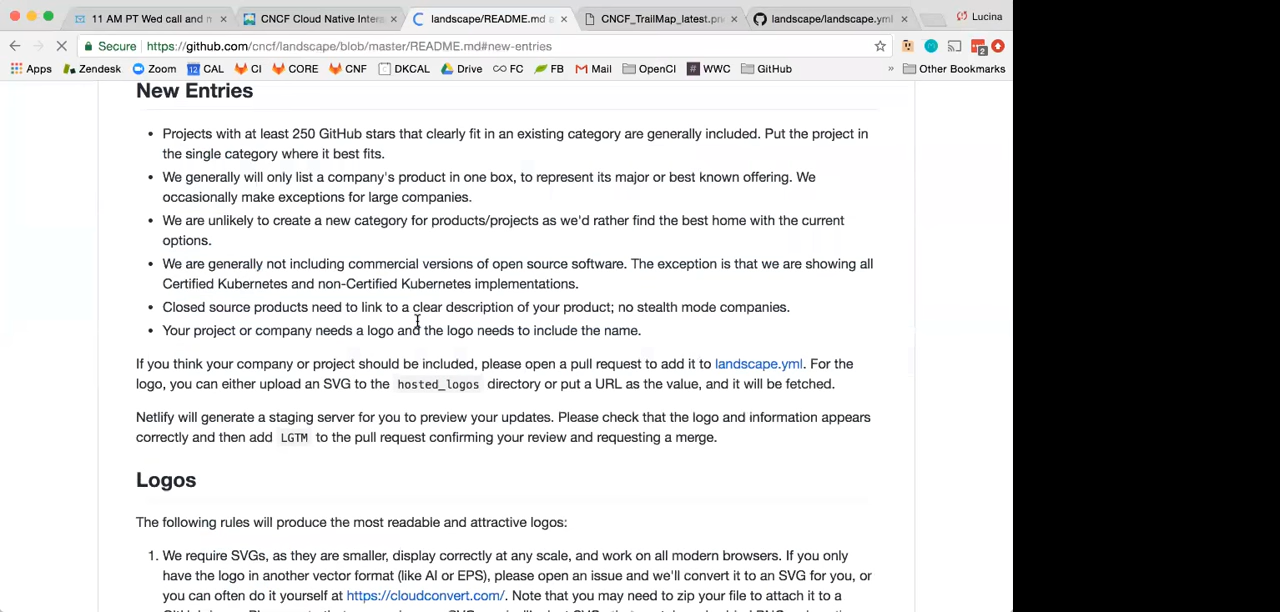 11 AM PT Wed call and n
CNCF Cloud Native Intera
landscape/README.md a
CNCF_TrailMap_latest.pn
landscape/landscape.yml
Lucina
Secure
https://github.com/cncf/landscape/blob/master/README.md#new-entries
2
Apps Zendesk Zoom 12 CAL CI CORE CNF DKCAL Drive FC FB Mail OpenCI WWC GitHub » Other Bookmarks
New Entries
• Projects with at least 250 GitHub stars that clearly fit in an existing category are generally included. Put the project in
the single category where it best fits.
• We generally will only list a company's product in one box, to represent its major or best known offering. We
occasionally make exceptions for large companies.
• We are unlikely to create a new category for products/projects as we'd rather find the best home with the current
options.
• We are generally not including commercial versions of open source software. The exception is that we are showing all
Certified Kubernetes and non-Certified Kubernetes implementations.
• Closed source products need to link to a clear description of your product; no stealth mode companies.
• Your project or company needs a logo and the logo needs to include the name.
If you think your company or project should be included, please open a pull request to add it to landscape.yml. For the
logo, you can either upload an SVG to the hosted_logos directory or put a URL as the value, and it will be fetched.
Netlify will generate a staging server for you to preview your updates. Please check that the logo and information appears
correctly and then add LGTM to the pull request confirming your review and requesting a merge.
Logos
The following rules will produce the most readable and attractive logos:
1. We require SVGs, as they are smaller, display correctly at any scale, and work on all modern browsers. If you only
have the logo in another vector format (like AI or EPS), please open an issue and we'll convert it to an SVG for you, or
you can often do it yourself at https://cloudconvert.com/. Note that you may need to zip your file to attach it to a